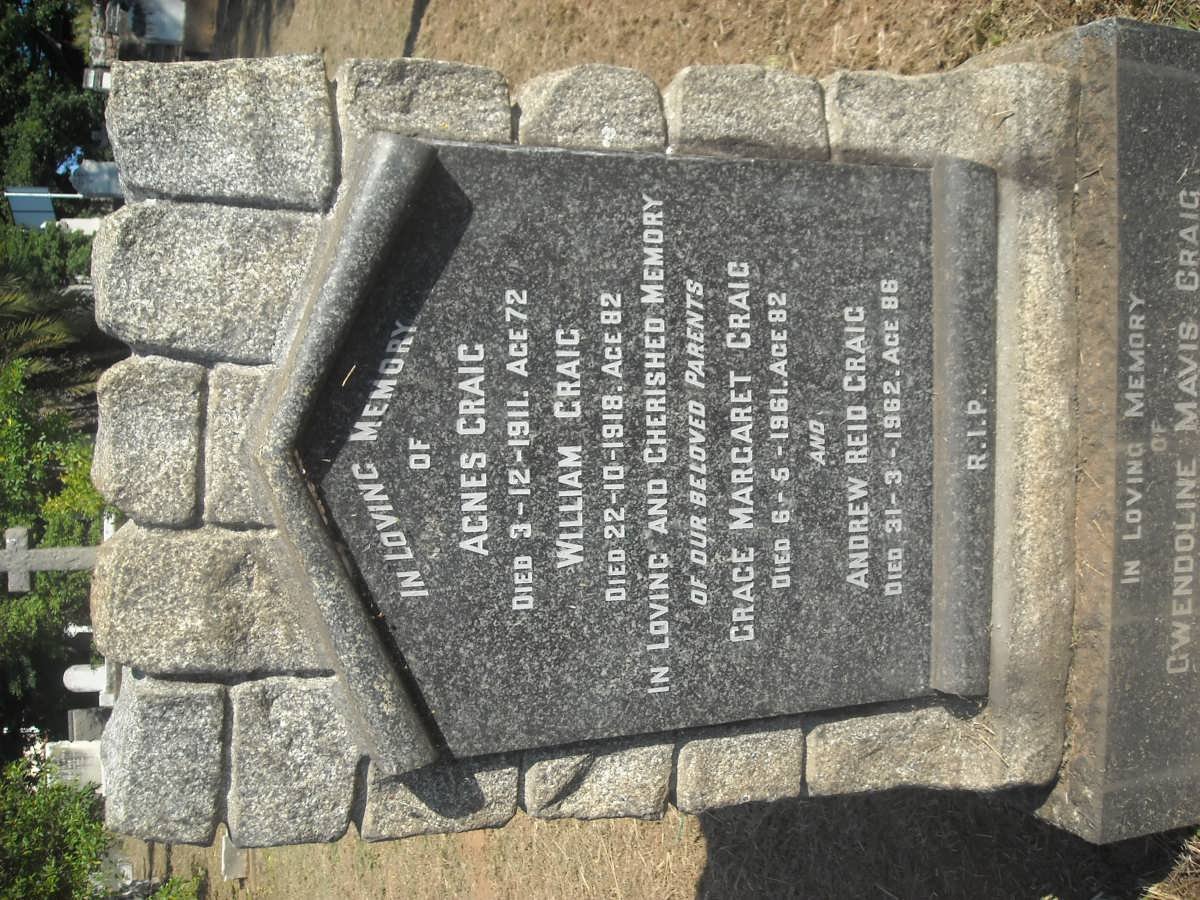 IN LOVING MEMORY
OF
AGNES CRAIG
DIED 3-12-1911. AGE 72
WILLIAM CRAIG
DIED 22-10-1918. AGE 82
IN LOVING AND CHERISHED MEMORY
OF OUR BELOVED PARENTS
GRACE MARGARET CRAIG
DIED 6-5-1961. AGE 82
AND
ANDREW REID CRAIG
DIED 31-3-1962. AGE 86
R.I.P.
IN LOVING MEMORY
OF
GWENDOLINE MAVIS CRAIG